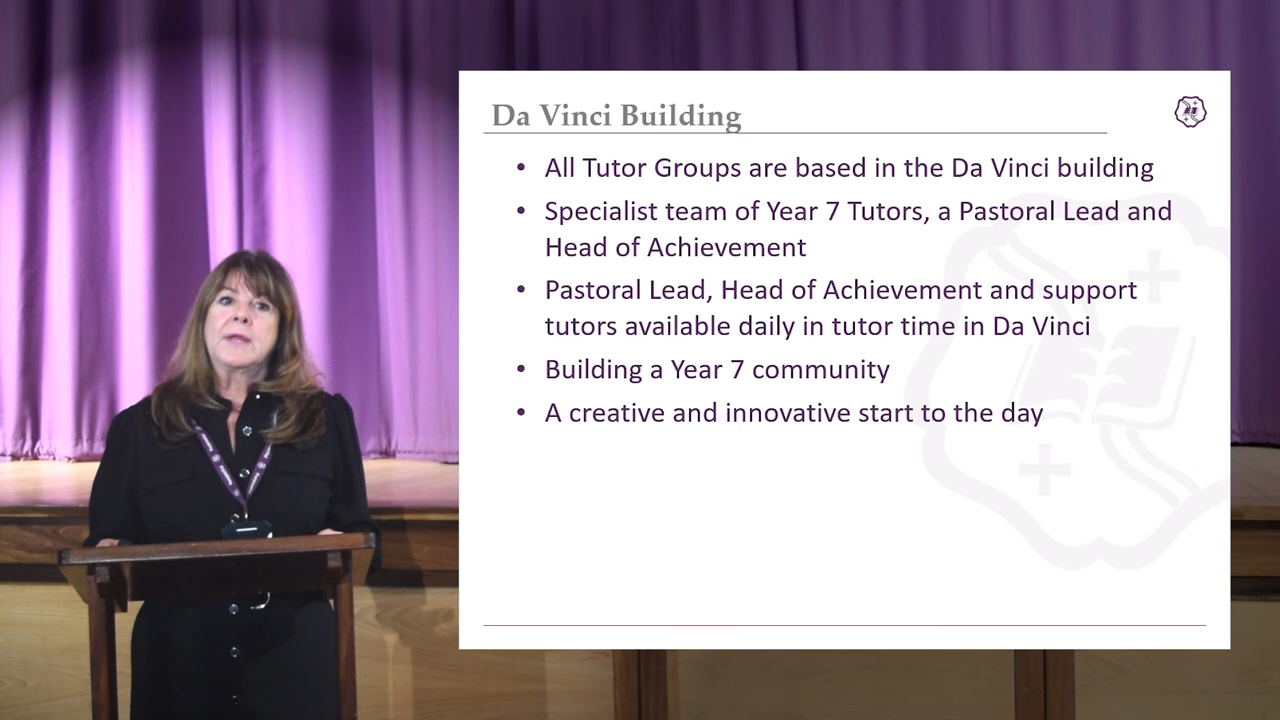 Da Vinci Building
• All Tutor Groups are based in the Da Vinci building
• Specialist team of Year 7 Tutors, a Pastoral Lead and
Head of Achievement
• Pastoral Lead, Head of Achievement and support
tutors available daily in tutor time in Da Vinci
• Building a Year 7 community
• A creative and innovative start to the day